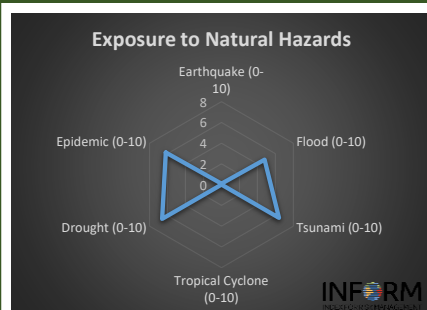 Exposure to Natural Hazards
Earthquake (0-
10)
8
6
4
2
0
Flood (0-10)
Tsunami (0-10)
Tropical Cyclone
(0-10)
Drought (0-10)
Epidemic (0-10)
INFORM